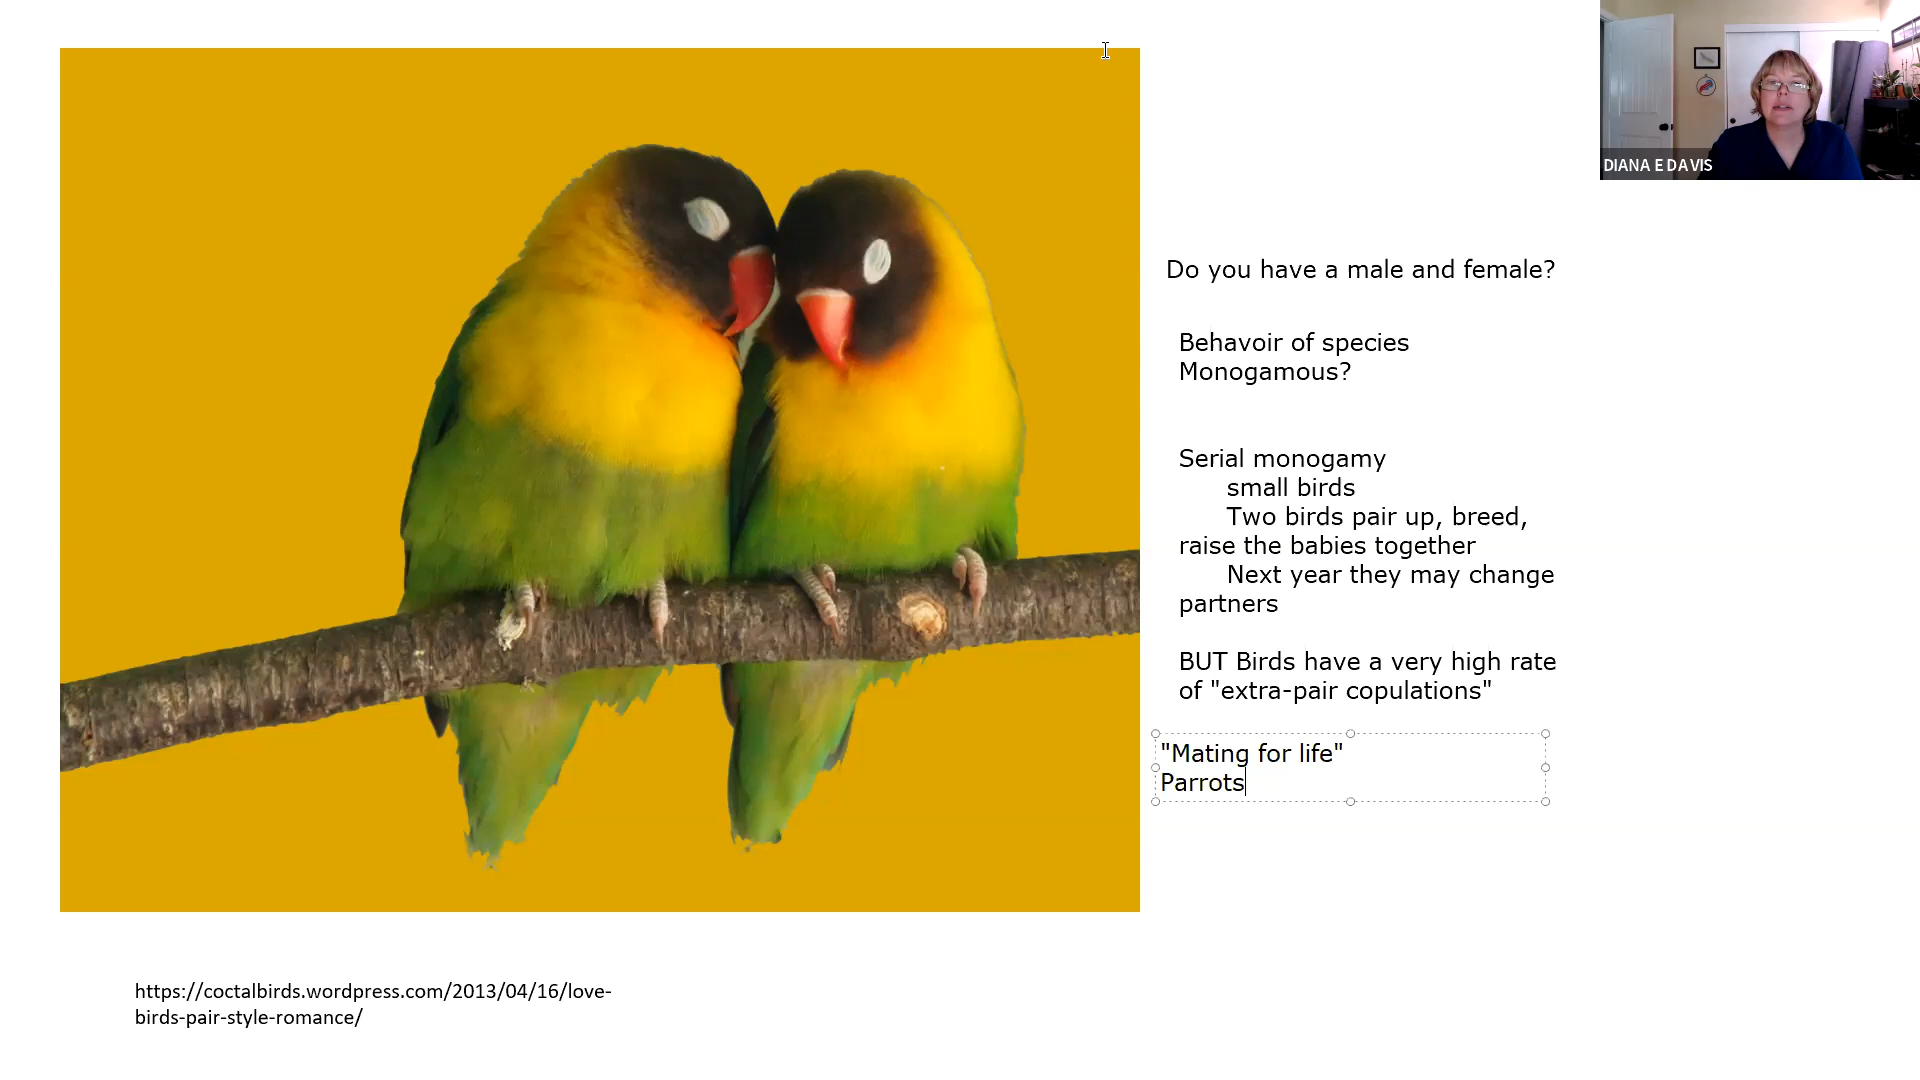 DIANA E DAVIS
Do you have a male and female?
Behavoir of species
Monogamous?
Serial monogamy
small birds
Two birds pair up, breed,
raise the babies together
Next year they may change
partners
BUT Birds have a very high rate
of "extra-pair copulations"
"Mating for life"
Parrots
https://coctalbirds.wordpress.com/2013/04/16/love-
birds-pair-style-romance/